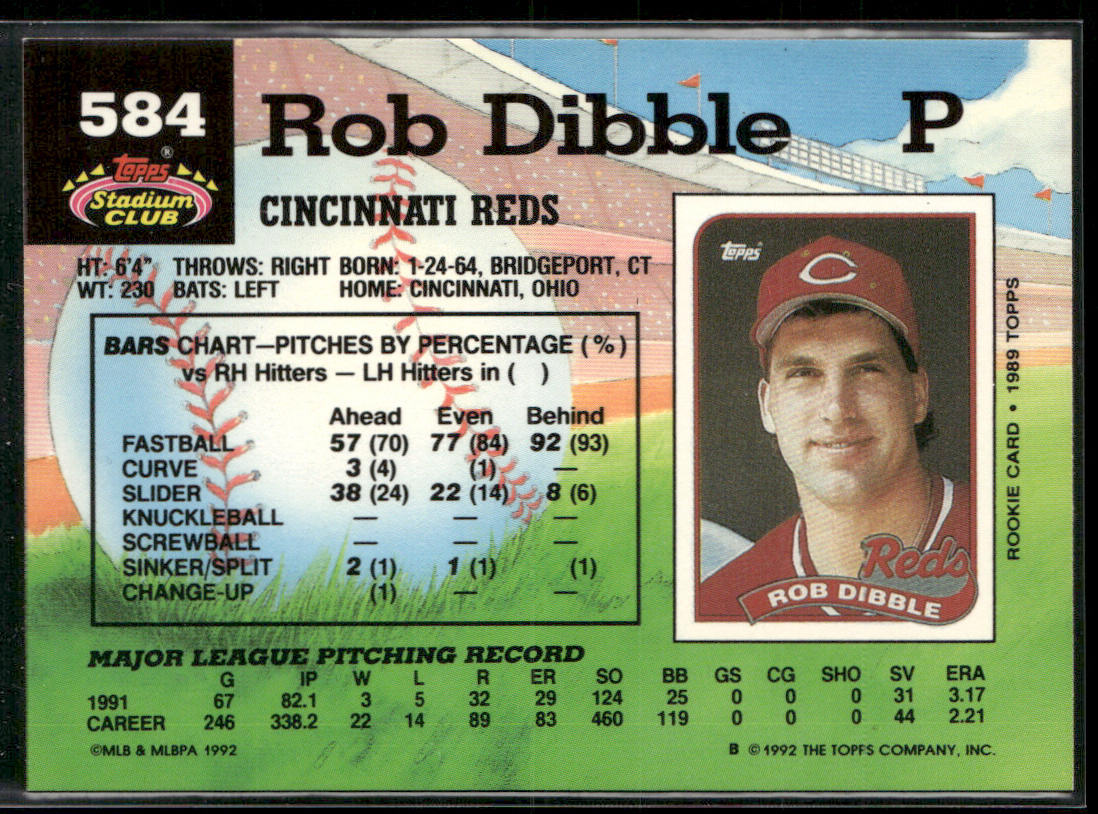 584 Rob Dibble P
TOPPS®
Stadium
CLUB
CINCINNATI REDS
HT: 6'4" THROWS: RIGHT BORN: 1-24-64, BRIDGEPORT, CT
WT: 230 BATS: LEFT HOME: CINCINNATI, OHIO
BARS CHART—PITCHES BY PERCENTAGE (%)
vs RH Hitters — LH Hitters in ( )
Ahead Even Behind
FASTBALL 57 (70) 77 (84) 92 (93)
CURVE 3 (4) (1) —
SLIDER 38 (24) 22 (14) 8 (6)
KNUCKLEBALL — — —
SCREWBALL — — —
SINKER/SPLIT 2 (1) 1 (1) (1)
CHANGE-UP (1) — —
Topps
C
Reds
ROB DIBBLE
ROOKIE CARD • 1989 TOPPS
MAJOR LEAGUE PITCHING RECORD
G IP W L R ER SO BB GS CG SHO SV ERA
1991 67 82.1 3 5 32 29 124 25 0 0 0 31 3.17
CAREER 246 338.2 22 14 89 83 460 119 0 0 0 44 2.21
©MLB & MLBPA 1992 B ©1992 THE TOPPS COMPANY, INC.